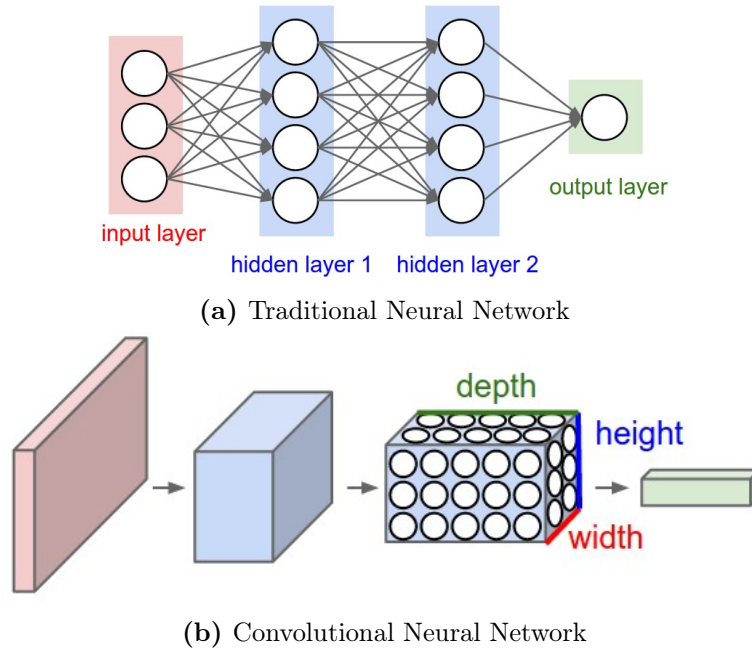 input layer
hidden layer 1
hidden layer 2
output layer
(a) Traditional Neural Network
depth
height
width
(b) Convolutional Neural Network